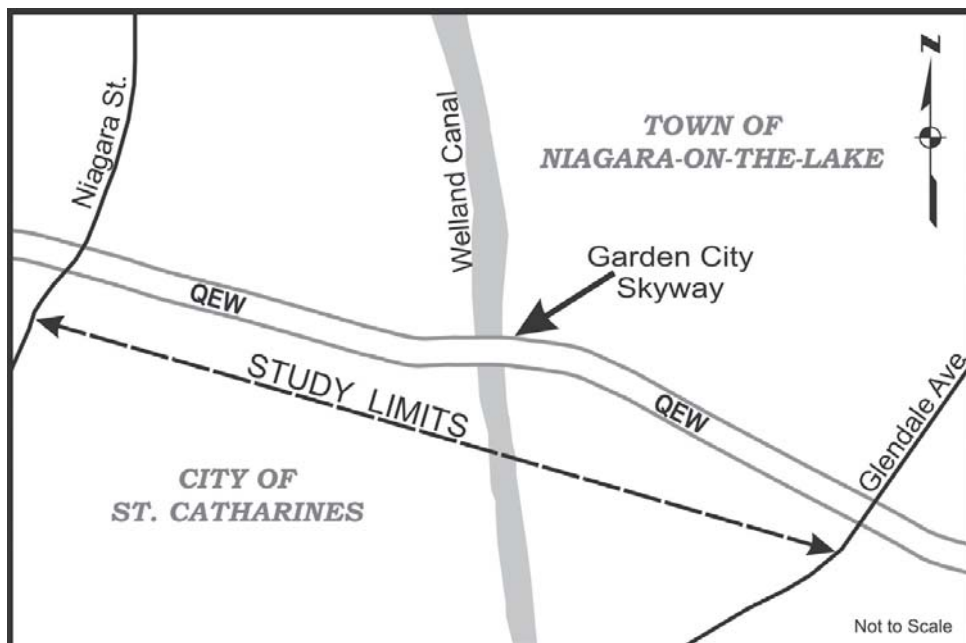 Niagara St.
Welland Canal
TOWN OF
NIAGARA-ON-THE-LAKE
N
Garden City
Skyway
QEW
STUDY LIMITS
QEW
Glendale Ave
CITY OF
ST. CATHARINES
Not to Scale